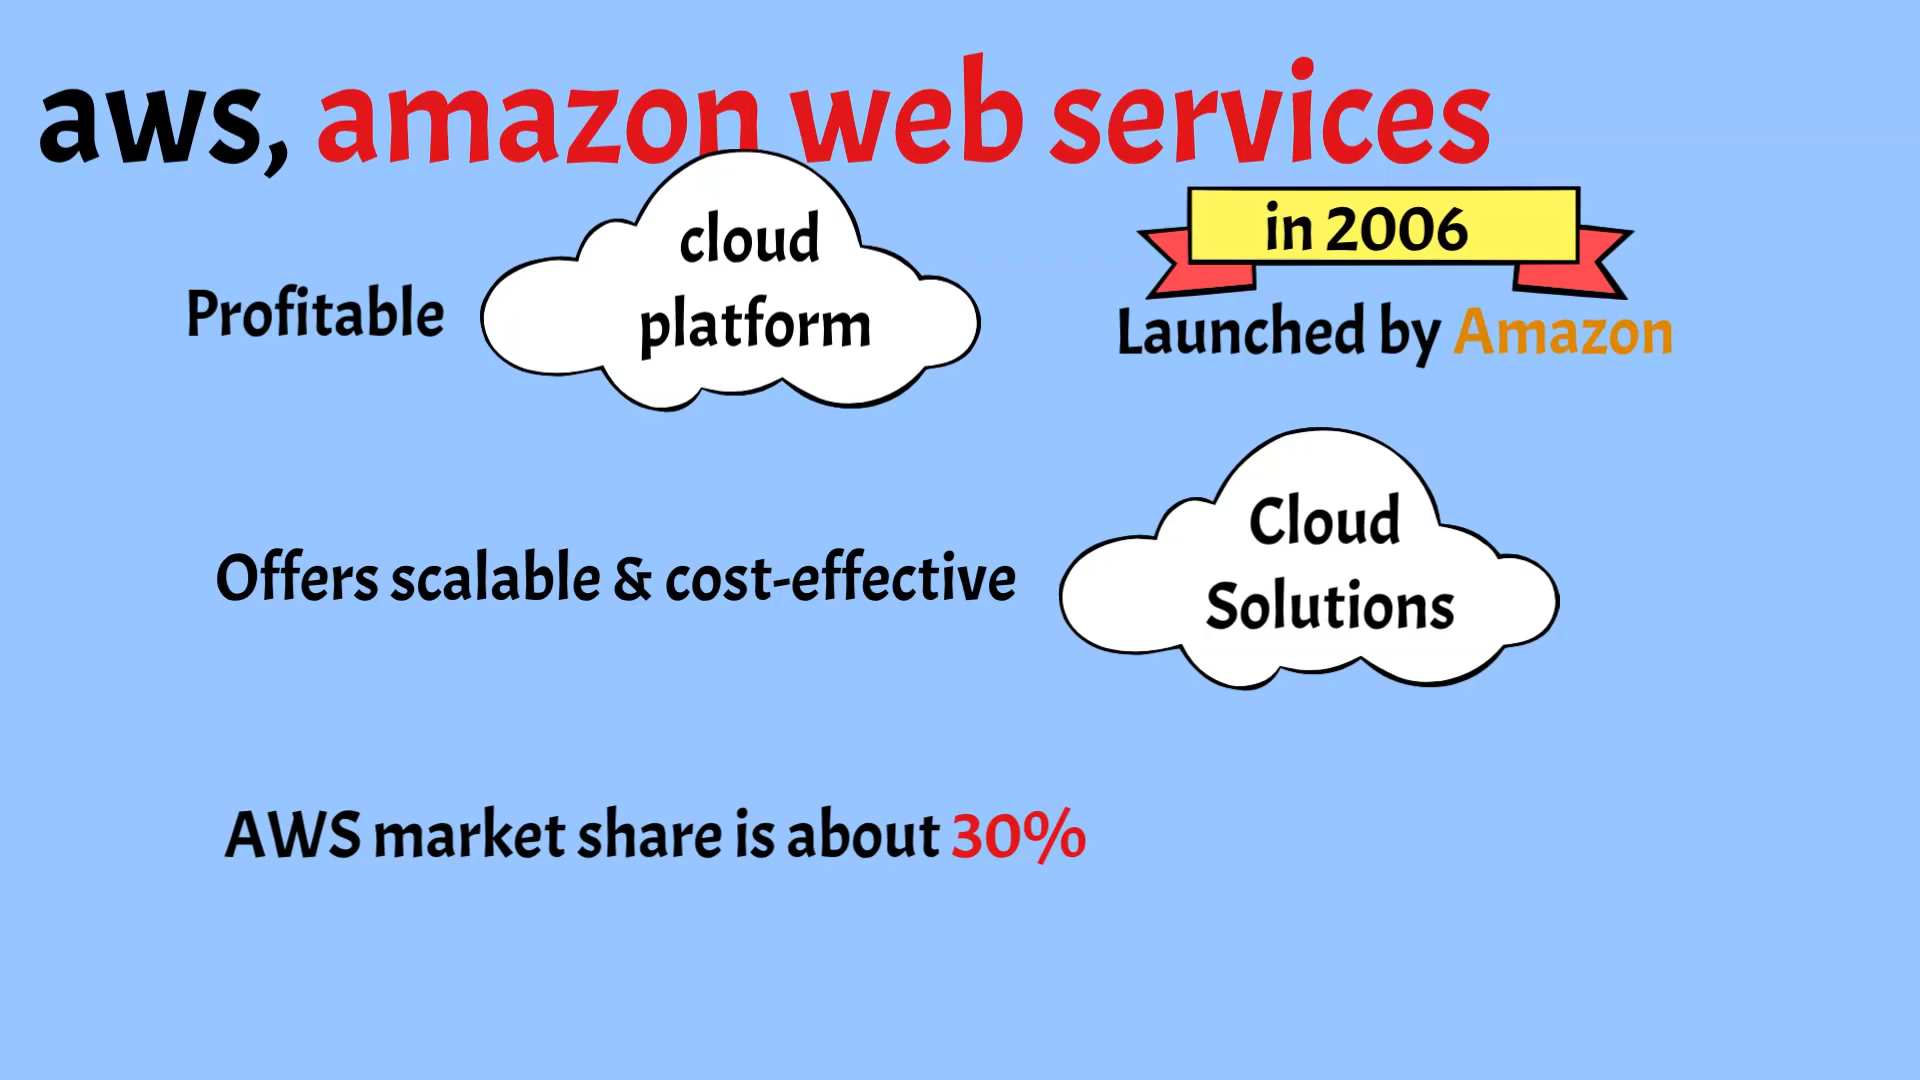 aws, amazon web services
Profitable
cloud
platform
in 2006
Launched by Amazon
Offers scalable & cost-effective
Cloud
Solutions
AWS market share is about 30%